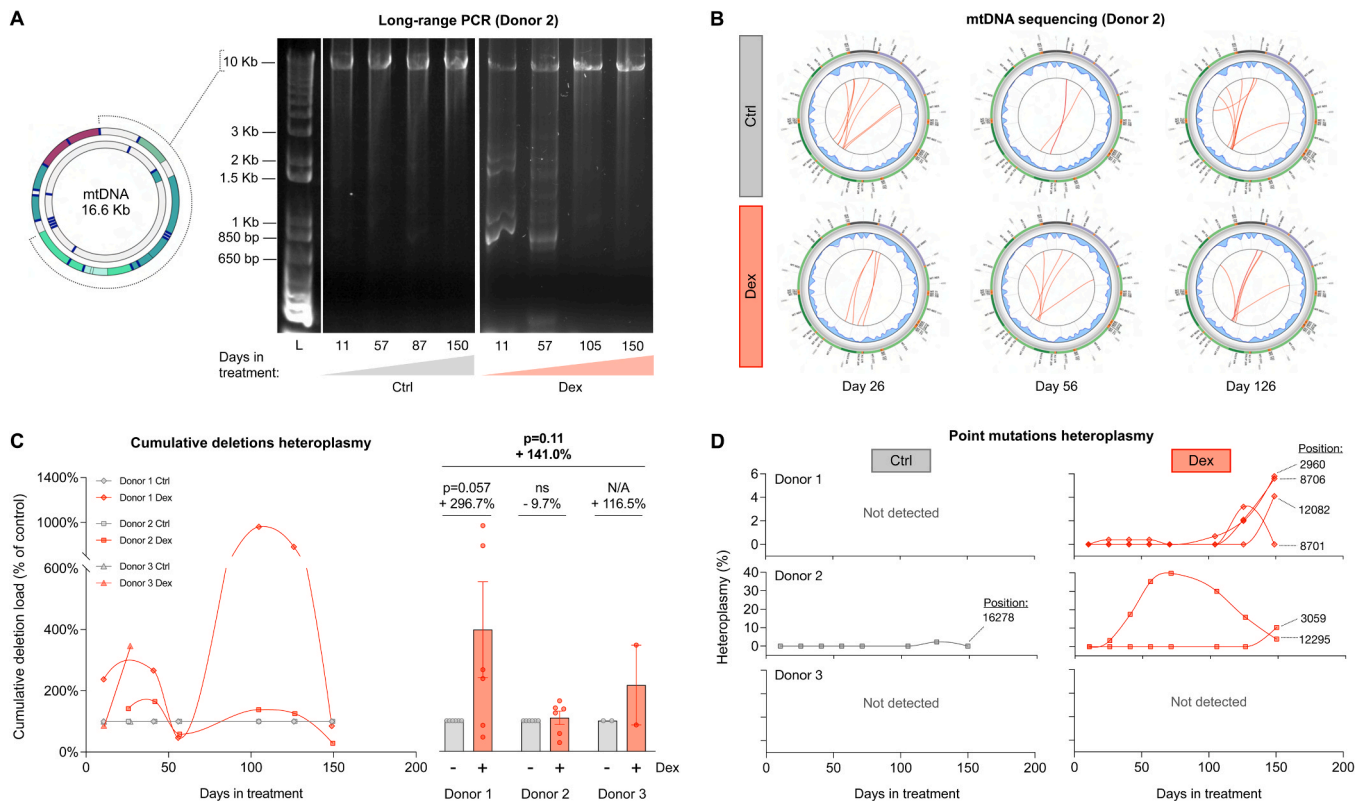 A
Long-range PCR (Donor 2)
10 Kb
3 Kb
2 Kb
1.5 Kb
1 Kb
850 bp
650 bp
mtDNA
16.6 Kb
L
11
57
87
150
11
57
105
150
Days in
treatment:
Ctrl
Dex
B
mtDNA sequencing (Donor 2)
Ctrl
Dex
Day 26
Day 56
Day 126
C
Cumulative deletions heteroplasmy
Cumulative deletion load (% of control)
1400%
1000%
600%
400%
200%
0%
Donor 1 Ctrl
Donor 1 Dex
Donor 2 Ctrl
Donor 2 Dex
Donor 3 Ctrl
Donor 3 Dex
0
50
100
150
200
Days in treatment
p=0.11
+ 141.0%
p=0.057
+ 296.7%
ns
- 9.7%
N/A
+ 116.5%
- + - + - + Dex
Donor 1
Donor 2
Donor 3
D
Point mutations heteroplasmy
Ctrl
Dex
Position:
2960
8706
12082
8701
Heteroplasmy (%)
Donor 1
6
4
2
0
Not detected
Donor 2
40
30
20
10
0
Position:
16278
3059
12295
Donor 3
Not detected
Not detected
0
50
100
150
200
0
50
100
150
200
Days in treatment
Days in treatment